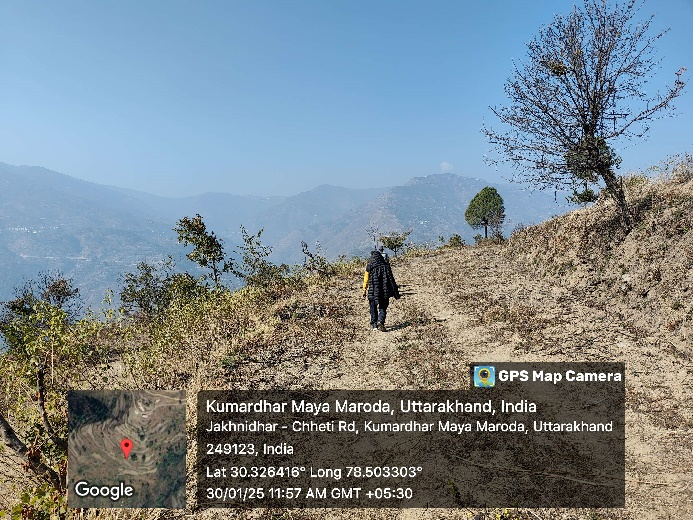 GPS Map Camera
Kumardhar Maya Maroda, Uttarakhand, India
Jakhnidhar - Chheti Rd, Kumardhar Maya Maroda, Uttarakhand
249123, India
Lat 30.326416° Long 78.503303°
30/01/25 11:57 AM GMT +05:30
Google